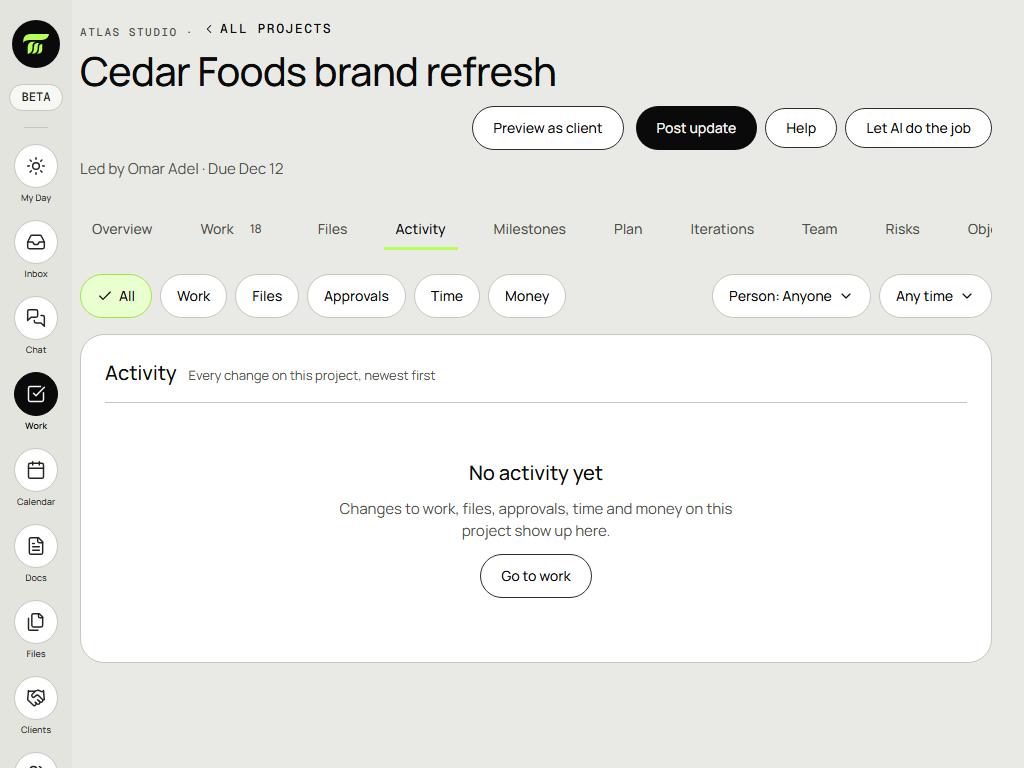 ATLAS STUDIO · ALL PROJECTS
Cedar Foods brand refresh
BETA
Preview as client
Post update
Help
Let AI do the job
Led by Omar Adel · Due Dec 12
My Day
Inbox
Chat
Work
Calendar
Docs
Files
Clients
Overview
Work 18
Files
Activity
Milestones
Plan
Iterations
Team
Risks
Obj
All
Work
Files
Approvals
Time
Money
Person: Anyone
Any time
Activity
Every change on this project, newest first
No activity yet
Changes to work, files, approvals, time and money on this
project show up here.
Go to work